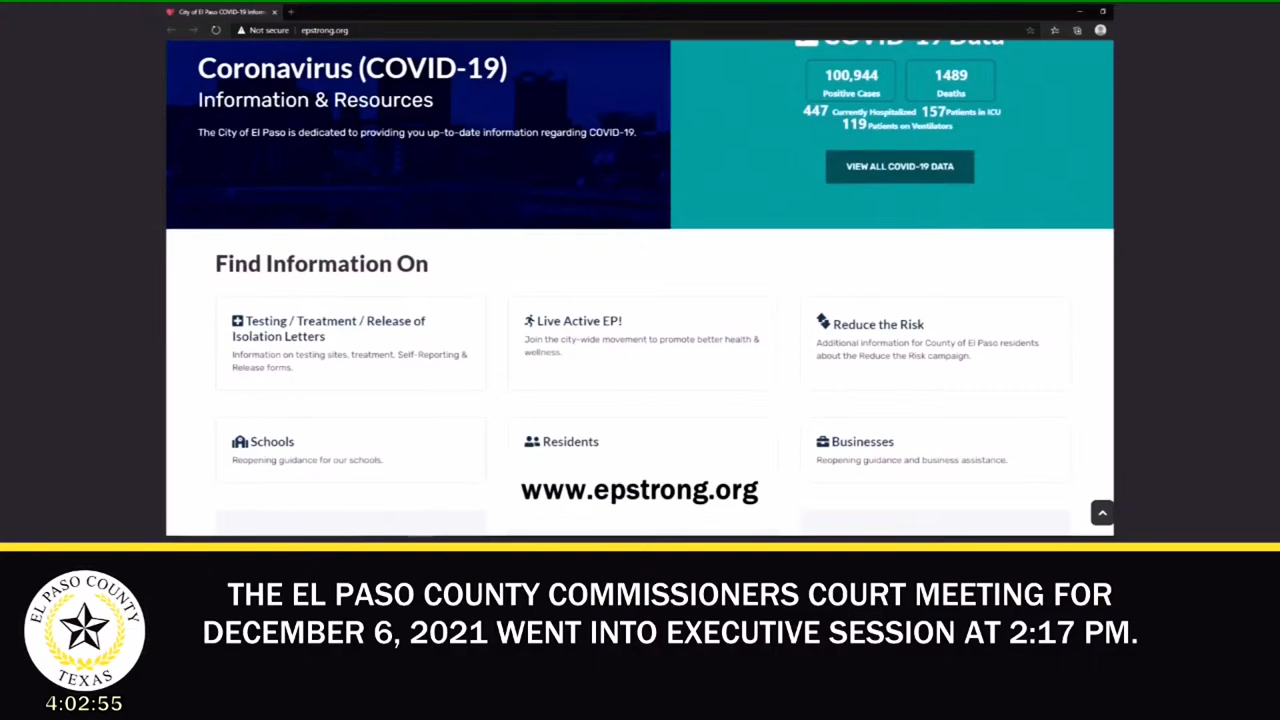 City of El Paso COVID-19 Inform
Not secure | epstrong.org
Coronavirus (COVID-19)
Information & Resources
The City of El Paso is dedicated to providing you up-to-date information regarding COVID-19.
COVID-19 Data
100,944
Positive Cases
1489
Deaths
447 Currently Hospitalized 157 Patients in ICU
119 Patients on Ventilators
VIEW ALL COVID-19 DATA
Find Information On
Testing / Treatment / Release of
Isolation Letters
Information on testing sites, treatment, Self-Reporting &
Release forms.
Live Active EP!
Join the city-wide movement to promote better health &
wellness.
Reduce the Risk
Additional information for County of El Paso residents
about the Reduce the Risk campaign.
Schools
Reopening guidance for our schools.
Residents
Businesses
Reopening guidance and business assistance.
www.epstrong.org
EL PASO COUNTY
TEXAS
THE EL PASO COUNTY COMMISSIONERS COURT MEETING FOR
DECEMBER 6, 2021 WENT INTO EXECUTIVE SESSION AT 2:17 PM.
4:02:55